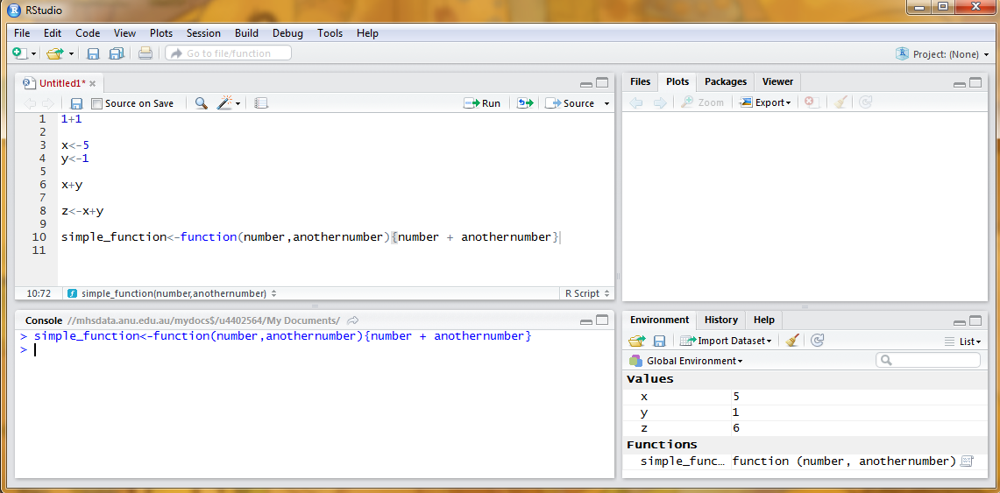 RStudio
File Edit Code View Plots Session Build Debug Tools Help
Go to file/function Project: (None)
Untitled1*
Source on Save Run Source
1 1+1
2
3 x<-5
4 y<-1
5
6 x+y
7
8 z<-x+y
9
10 simple_function<-function(number,anothernumber){number + anothernumber}
11
10:72 simple_function(number,anothernumber) R Script
Console //mhsdata.anu.edu.au/mydocs$/u4402564/My Documents/
> simple_function<-function(number,anothernumber){number + anothernumber}
>
Files Plots Packages Viewer
Zoom Export
Environment History Help
Import Dataset List
Global Environment
Values
x 5
y 1
z 6
Functions
simple_func… function (number, anothernumber)